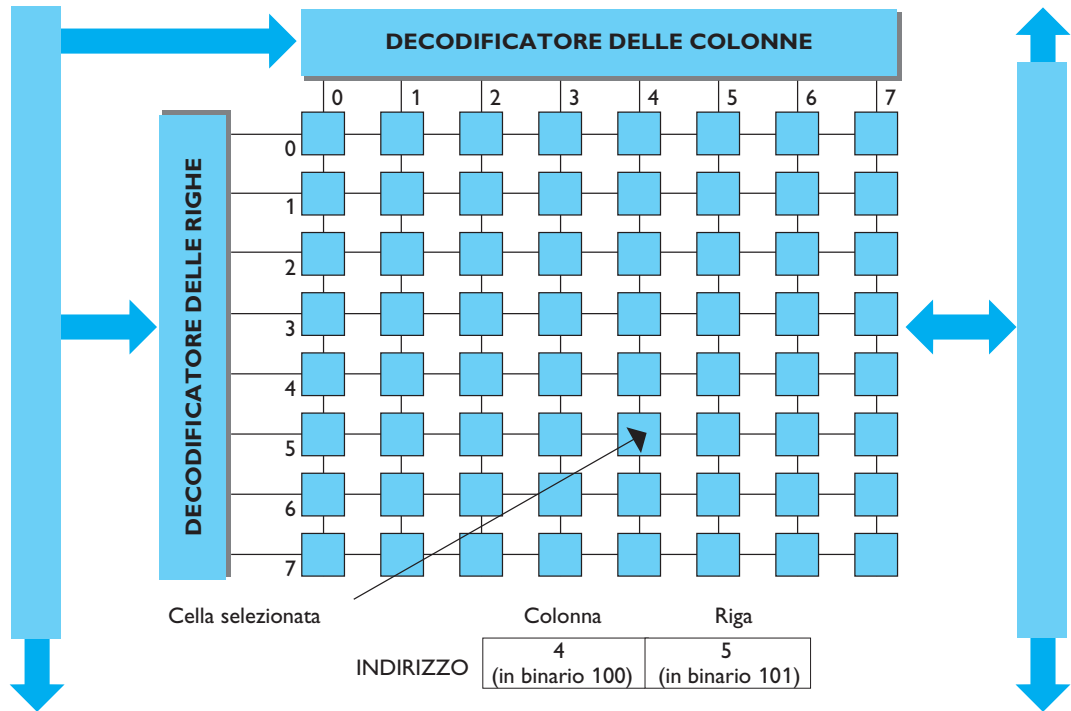 DECODIFICATORE DELLE COLONNE
0 1 2 3 4 5 6 7
DECODIFICATORE DELLE RIGHE
0
1
2
3
4
5
6
7
Cella selezionata
Colonna Riga
INDIRIZZO
4 5
(in binario 100) (in binario 101)